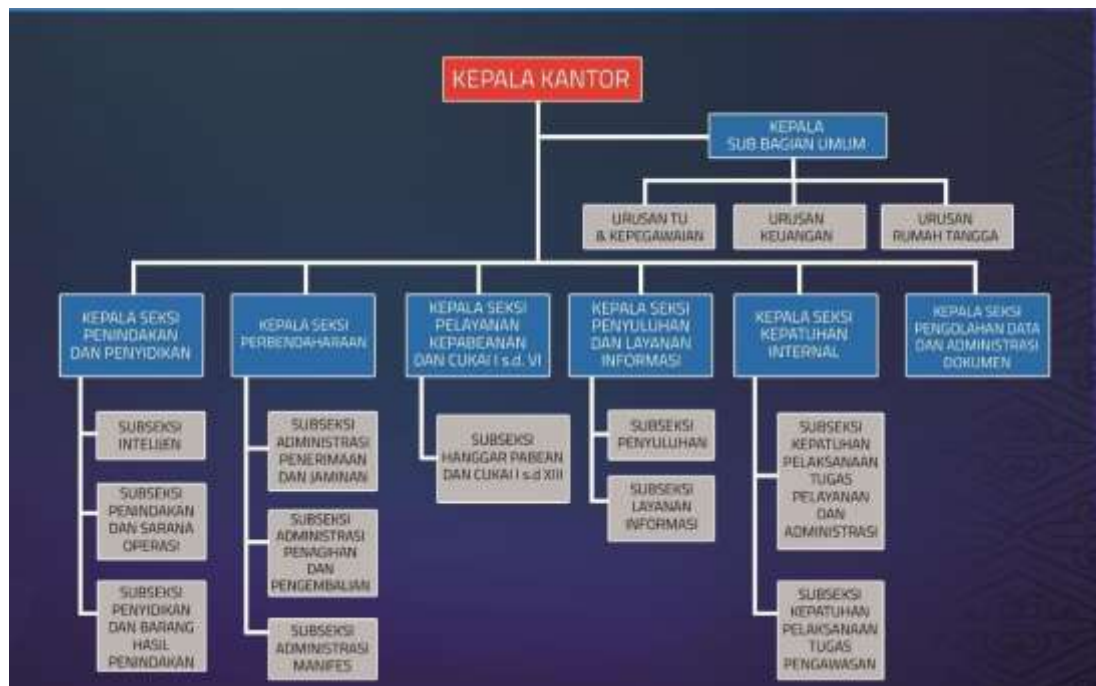 KEPALA KANTOR
KEPALA
SUB BAGIAN UMUM
URUSAN TU
& KEPEGAWAIAN
URUSAN
KEUANGAN
URUSAN
RUMAH TANGGA
KEPALA SEKSI
PENINDAKAN
DAN PENYIDIKAN
KEPALA SEKSI
PERBENDAHARAAN
KEPALA SEKSI
PELAYANAN
KEPABEANAN
DAN CUKAI I s.d. VI
KEPALA SEKSI
PENYULUHAN
DAN LAYANAN
INFORMASI
KEPALA SEKSI
KEPATUHAN
INTERNAL
KEPALA SEKSI
PENGOLAHAN DATA
DAN ADMINISTRASI
DOKUMEN
SUBSEKSI
INTELIJEN
SUBSEKSI
PENINDAKAN
DAN SARANA
OPERASI
SUBSEKSI
PENYIDIKAN
DAN BARANG
HASIL
PENINDAKAN
SUBSEKSI
ADMINISTRASI
PENERIMAAN
DAN JAMINAN
SUBSEKSI
ADMINISTRASI
PENAGIHAN
DAN
PENGEMBALIAN
SUBSEKSI
ADMINISTRASI
MANIFES
SUBSEKSI
HANGGAR PABEAN
DAN CUKAI I s.d XIII
SUBSEKSI
PENYULUHAN
SUBSEKSI
LAYANAN
INFORMASI
SUBSEKSI
KEPATUHAN
PELAKSANAAN
TUGAS
PELAYANAN
DAN
ADMINISTRASI
SUBSEKSI
KEPATUHAN
PELAKSANAAN
TUGAS
PENGAWASAN